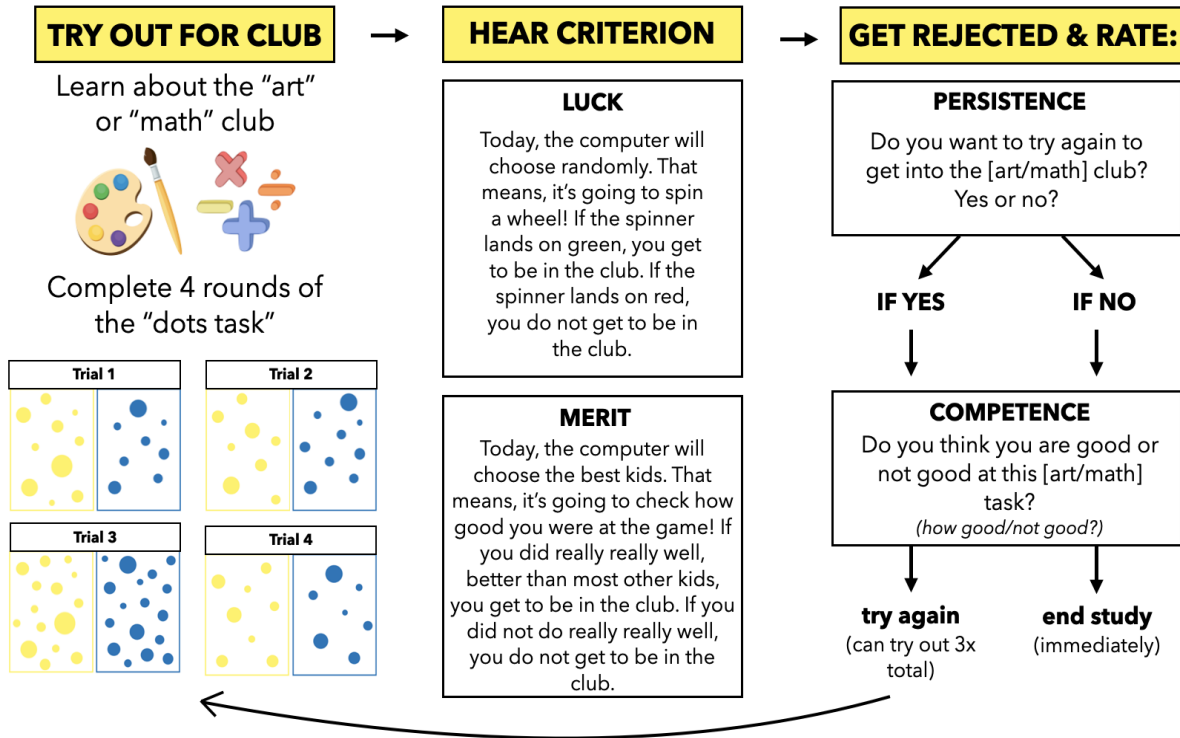 TRY OUT FOR CLUB
Learn about the “art”
or “math” club
Complete 4 rounds of
the “dots task”
Trial 1
Trial 2
Trial 3
Trial 4
HEAR CRITERION
LUCK
Today, the computer will
choose randomly. That
means, it’s going to spin
a wheel! If the spinner
lands on green, you get
to be in the club. If the
spinner lands on red,
you do not get to be in
the club.
MERIT
Today, the computer will
choose the best kids. That
means, it’s going to check how
good you were at the game! If
you did really really well,
better than most other kids,
you get to be in the club. If you
did not do really really well,
you do not get to be in the
club.
GET REJECTED & RATE:
PERSISTENCE
Do you want to try again to
get into the [art/math] club?
Yes or no?
IF YES
IF NO
COMPETENCE
Do you think you are good or
not good at this [art/math]
task?
(how good/not good?)
try again
(can try out 3x
total)
end study
(immediately)